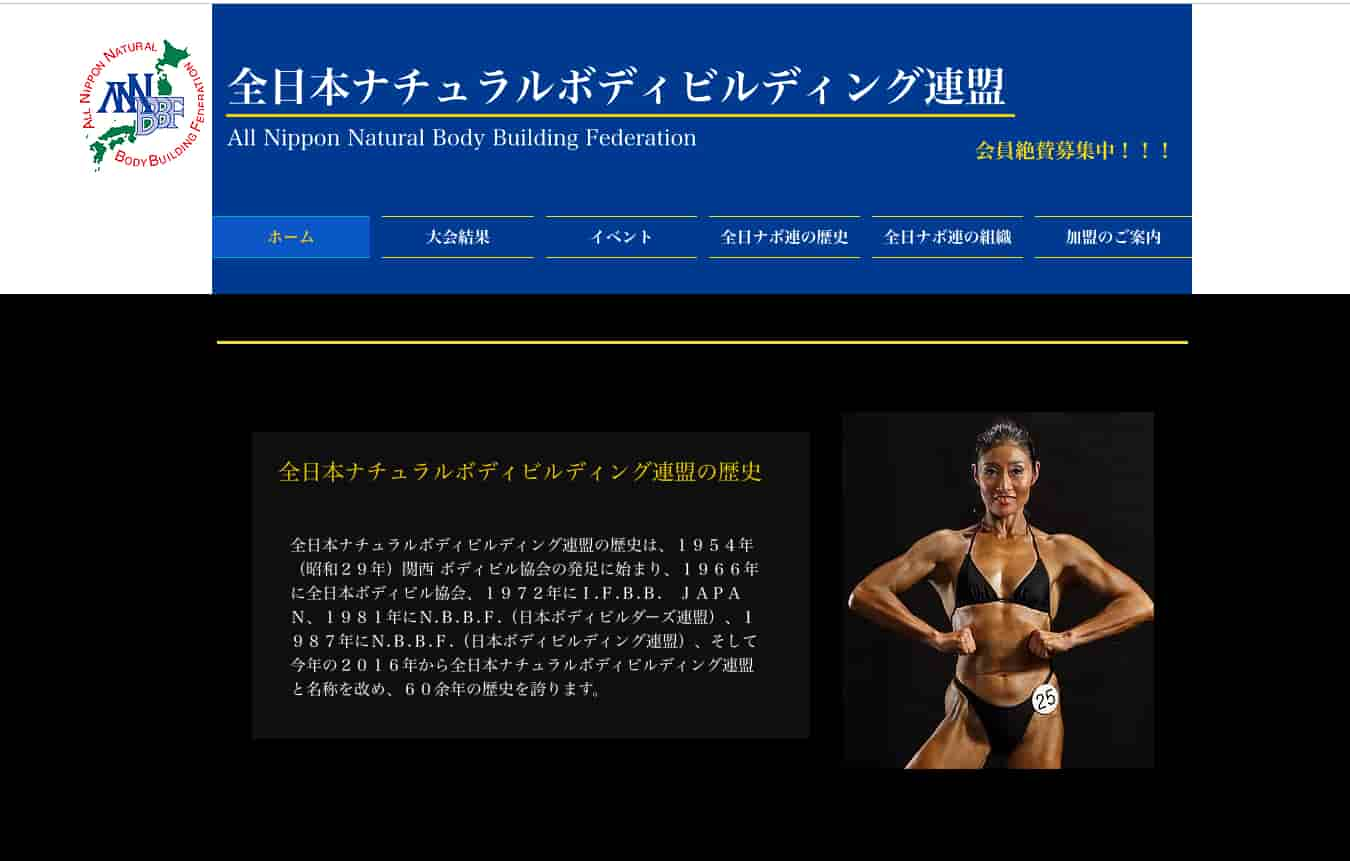 ALL NIPPON NATURAL
BODY BUILDING FEDERATION
ANN
BBF
全日本ナチュラルボディビルディング連盟
All Nippon Natural Body Building Federation
会員絶賛募集中！！！
ホーム
大会結果
イベント
全日ナボ連の歴史
全日ナボ連の組織
加盟のご案内
全日本ナチュラルボディビルディング連盟の歴史
全日本ナチュラルボディビルディング連盟の歴史は、１９５４年
（昭和２９年）関西 ボディビル協会の発足に始まり、１９６６年
に全日本ボディビル協会、１９７２年にＩ.Ｆ.Ｂ.Ｂ.　ＪＡＰＡ
Ｎ、１９８１年にＮ.Ｂ.Ｂ.Ｆ.（日本ボディビルダーズ連盟）、１
９８７年にＮ.Ｂ.Ｂ.Ｆ.（日本ボディビルディング連盟）、そして
今年の２０１６年から全日本ナチュラルボディビルディング連盟
と名称を改め、６０余年の歴史を誇ります。
25